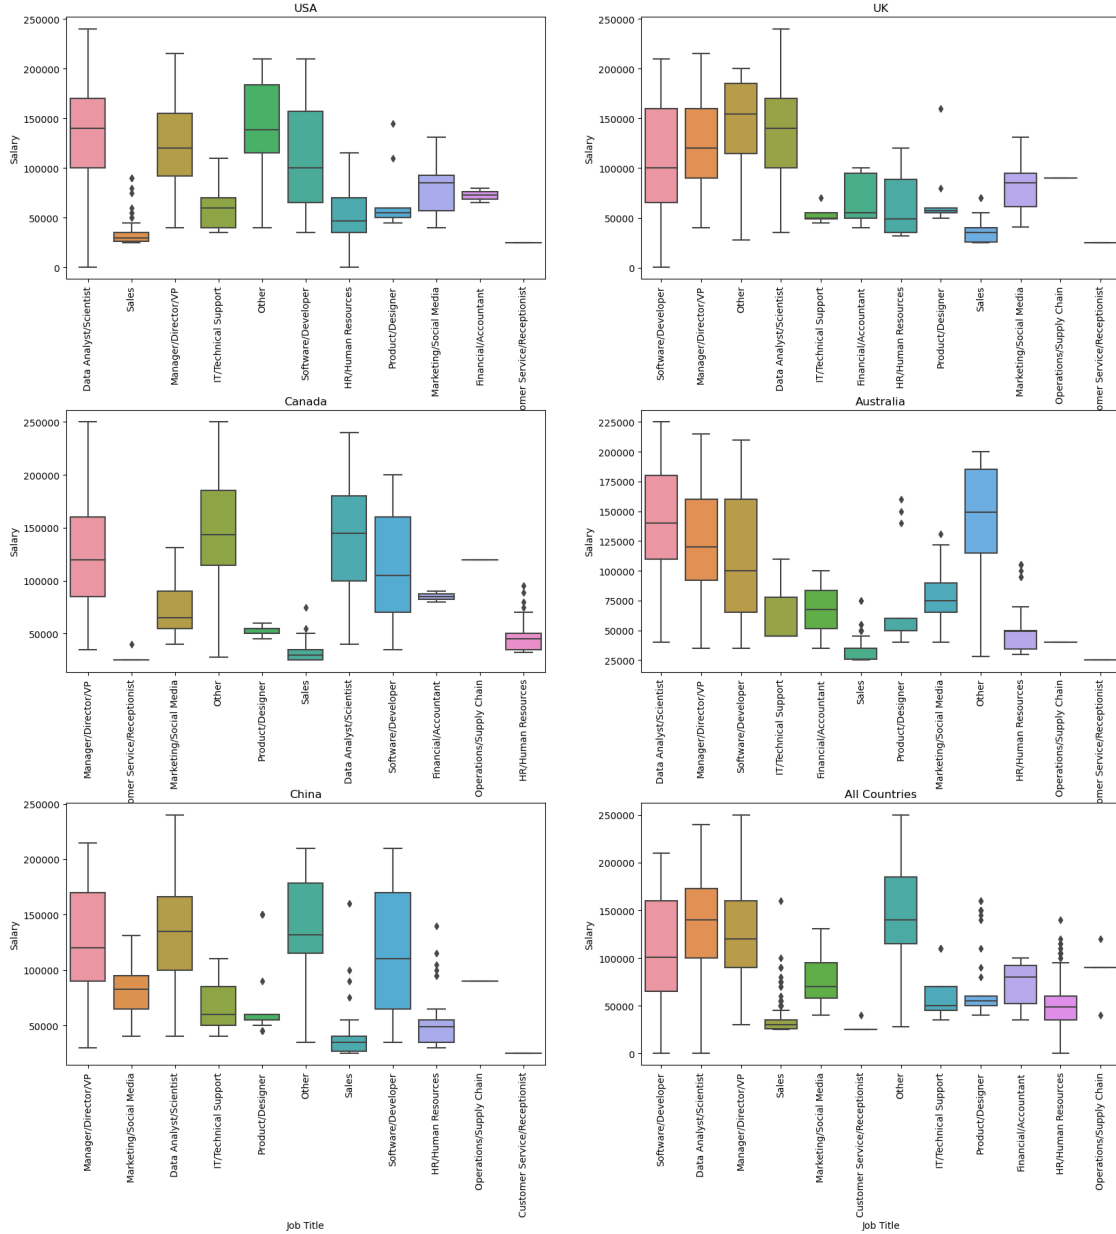 USA
250000
200000
150000
100000
50000
0
Salary
Data Analyst/Scientist
Sales
Manager/Director/VP
IT/Technical Support
Other
Software/Developer
HR/Human Resources
Product/Designer
Marketing/Social Media
Financial/Accountant
omer Service/Receptionist
UK
250000
200000
150000
100000
50000
0
Salary
Software/Developer
Manager/Director/VP
Other
Data Analyst/Scientist
IT/Technical Support
Financial/Accountant
HR/Human Resources
Product/Designer
Sales
Marketing/Social Media
Operations/Supply Chain
omer Service/Receptionist
Canada
250000
200000
150000
100000
50000
Salary
Manager/Director/VP
omer Service/Receptionist
Marketing/Social Media
Other
Product/Designer
Sales
Data Analyst/Scientist
Software/Developer
Financial/Accountant
Operations/Supply Chain
HR/Human Resources
Australia
225000
200000
175000
150000
125000
100000
75000
50000
25000
Salary
Data Analyst/Scientist
Manager/Director/VP
Software/Developer
IT/Technical Support
Financial/Accountant
Sales
Product/Designer
Marketing/Social Media
Other
HR/Human Resources
Operations/Supply Chain
omer Service/Receptionist
China
250000
200000
150000
100000
50000
Salary
Manager/Director/VP
Marketing/Social Media
Data Analyst/Scientist
IT/Technical Support
Product/Designer
Other
Sales
Software/Developer
HR/Human Resources
Operations/Supply Chain
Customer Service/Receptionist
Job Title
All Countries
250000
200000
150000
100000
50000
0
Salary
Software/Developer
Data Analyst/Scientist
Manager/Director/VP
Sales
Marketing/Social Media
Customer Service/Receptionist
Other
IT/Technical Support
Product/Designer
Financial/Accountant
HR/Human Resources
Operations/Supply Chain
Job Title